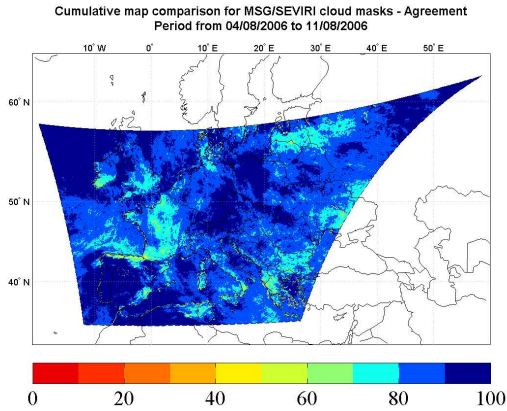 Cumulative map comparison for MSG/SEVIRI cloud masks - Agreement
Period from 04/08/2006 to 11/08/2006
10° W 0° 10° E 20° E 30° E 40° E 50° E
60° N
50° N
40° N
0 20 40 60 80 100